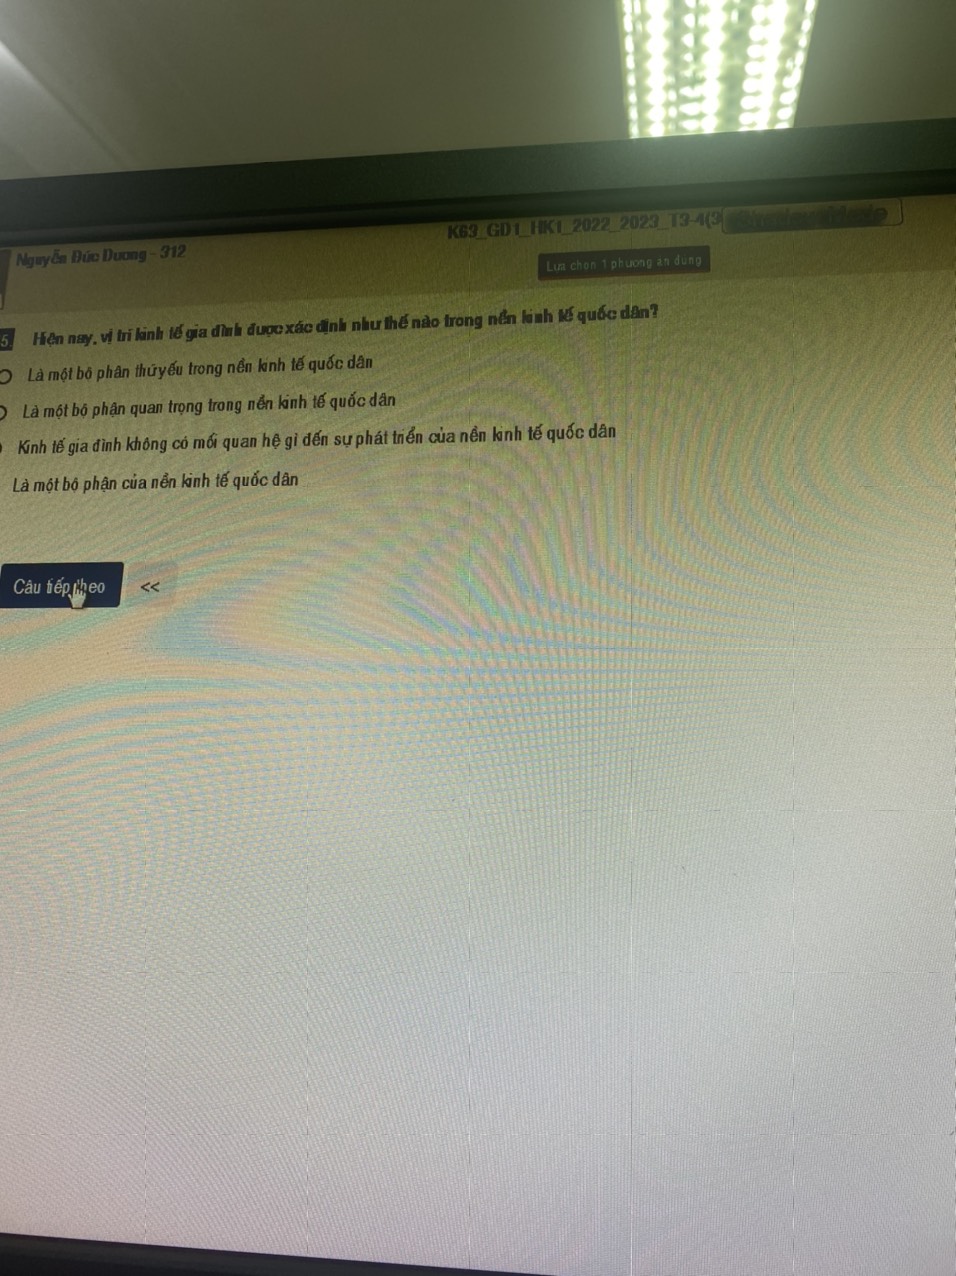 Nguyễn Đức Dương - 312
K63_GD1_HK1_2022_2023_T3-4(3
Lựa chọn 1 phương án đúng
5 Hiện nay, vị trí kinh tế gia đình được xác định như thế nào trong nền kinh tế quốc dân?
Là một bộ phân thứ yếu trong nền kinh tế quốc dân
Là một bộ phận quan trọng trong nền kinh tế quốc dân
Kinh tế gia đình không có mối quan hệ gì đến sự phát triển của nền kinh tế quốc dân
Là một bộ phận của nền kinh tế quốc dân
Câu tiếp theo <<